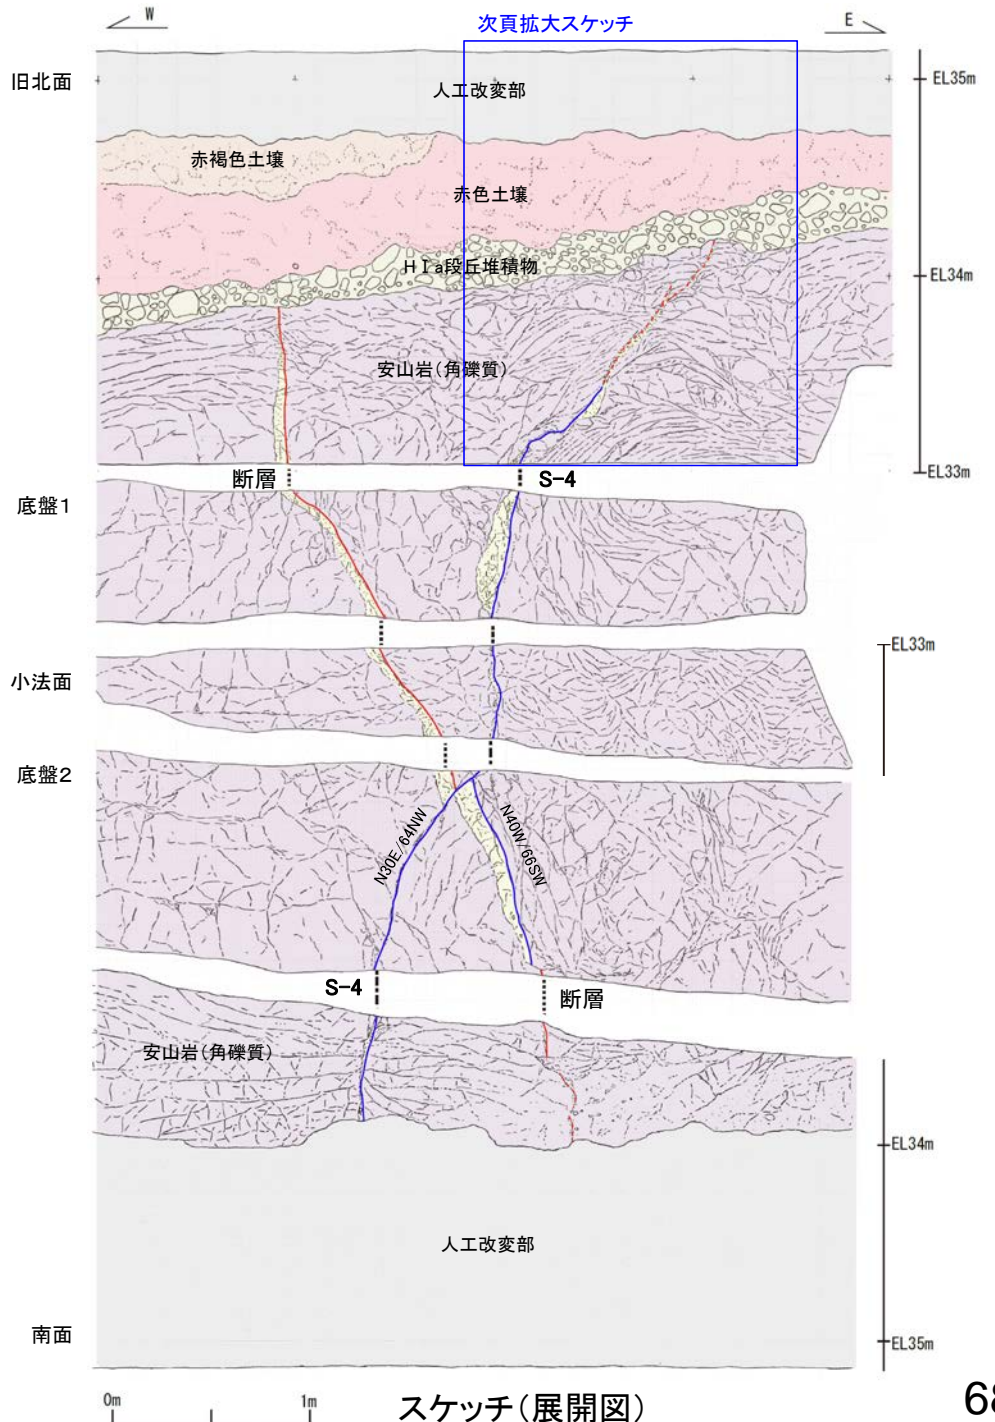 W
次頁拡大スケッチ
E
旧北面
EL35m
人工改変部
赤褐色土壌
赤色土壌
HⅠa段丘堆積物
EL34m
安山岩(角礫質)
断層
S-4
EL33m
底盤1
EL33m
小法面
底盤2
N30E/64NW
N40W/66SW
S-4
断層
安山岩(角礫質)
EL34m
人工改変部
南面
EL35m
0m
1m
スケッチ(展開図)
68